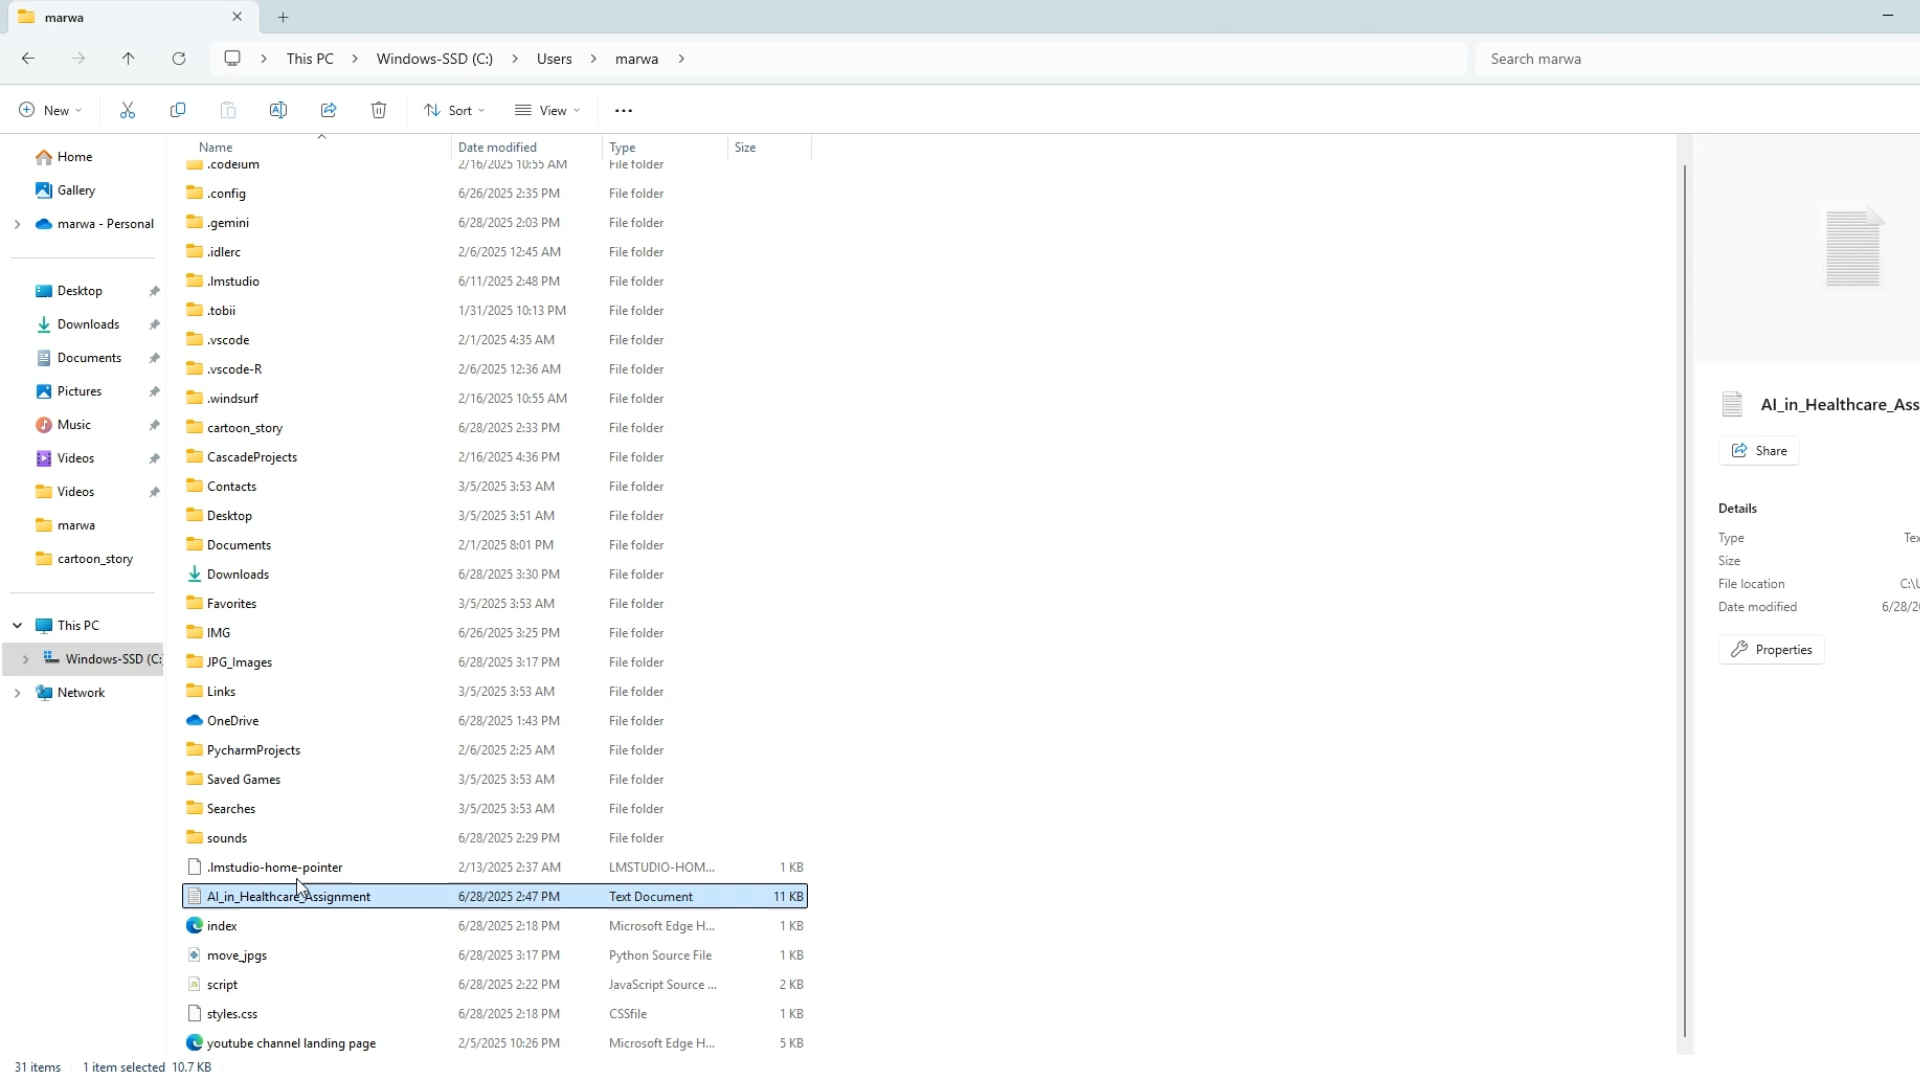 marwa
This PC
Windows-SSD (C:)
Users
marwa
Search marwa
New
Sort
View
Name Date modified Type Size
Home
Gallery
marwa - Personal
Desktop
Downloads
Documents
Pictures
Music
Videos
Videos
marwa
cartoon_story
This PC
Windows-SSD (C:
Network
.codeium 2/16/2025 10:55 AM File folder
.config 6/26/2025 2:35 PM File folder
.gemini 6/28/2025 2:03 PM File folder
.idlerc 2/6/2025 12:45 AM File folder
.lmstudio 6/11/2025 2:48 PM File folder
.tobii 1/31/2025 10:13 PM File folder
.vscode 2/1/2025 4:35 AM File folder
.vscode-R 2/6/2025 12:36 AM File folder
.windsurf 2/16/2025 10:55 AM File folder
cartoon_story 6/28/2025 2:33 PM File folder
CascadeProjects 2/16/2025 4:36 PM File folder
Contacts 3/5/2025 3:53 AM File folder
Desktop 3/5/2025 3:51 AM File folder
Documents 2/1/2025 8:01 PM File folder
Downloads 6/28/2025 3:30 PM File folder
Favorites 3/5/2025 3:53 AM File folder
IMG 6/26/2025 3:25 PM File folder
JPG_Images 6/28/2025 3:17 PM File folder
Links 3/5/2025 3:53 AM File folder
OneDrive 6/28/2025 1:43 PM File folder
PycharmProjects 2/6/2025 2:25 AM File folder
Saved Games 3/5/2025 3:53 AM File folder
Searches 3/5/2025 3:53 AM File folder
sounds 6/28/2025 2:29 PM File folder
.lmstudio-home-pointer 2/13/2025 2:37 AM LMSTUDIO-HOM... 1 KB
AI_in_Healthcare_Assignment 6/28/2025 2:47 PM Text Document 11 KB
index 6/28/2025 2:18 PM Microsoft Edge H... 1 KB
move_jpgs 6/28/2025 3:17 PM Python Source File 1 KB
script 6/28/2025 2:22 PM JavaScript Source ... 2 KB
styles.css 6/28/2025 2:18 PM CSSfile 1 KB
youtube channel landing page 2/5/2025 10:26 PM Microsoft Edge H... 5 KB
AI_in_Healthcare_Ass
Share
Details
Type Tex
Size
File location C:\U
Date modified 6/28/20
Properties
31 items 1 item selected 10.7 KB